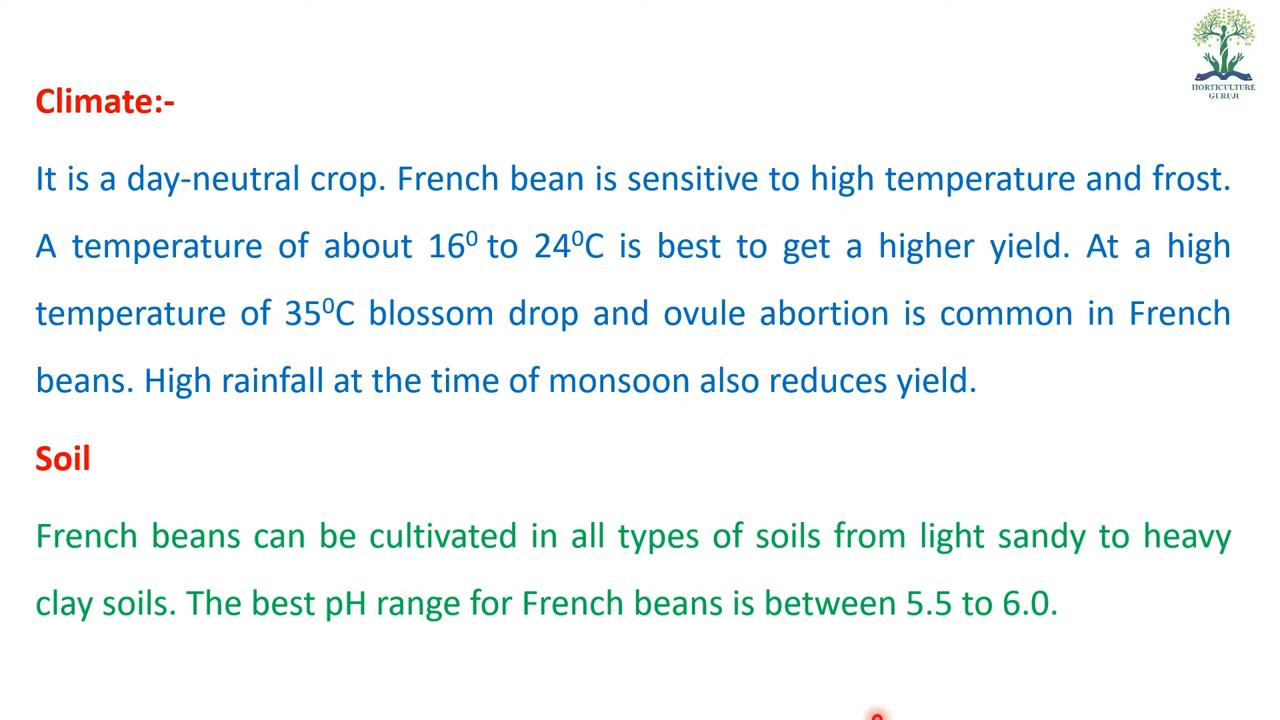 HORTICULTURE
GURUJI
Climate:-
It is a day-neutral crop. French bean is sensitive to high temperature and frost.
A temperature of about 16⁰ to 24⁰C is best to get a higher yield. At a high
temperature of 35⁰C blossom drop and ovule abortion is common in French
beans. High rainfall at the time of monsoon also reduces yield.
Soil
French beans can be cultivated in all types of soils from light sandy to heavy
clay soils. The best pH range for French beans is between 5.5 to 6.0.